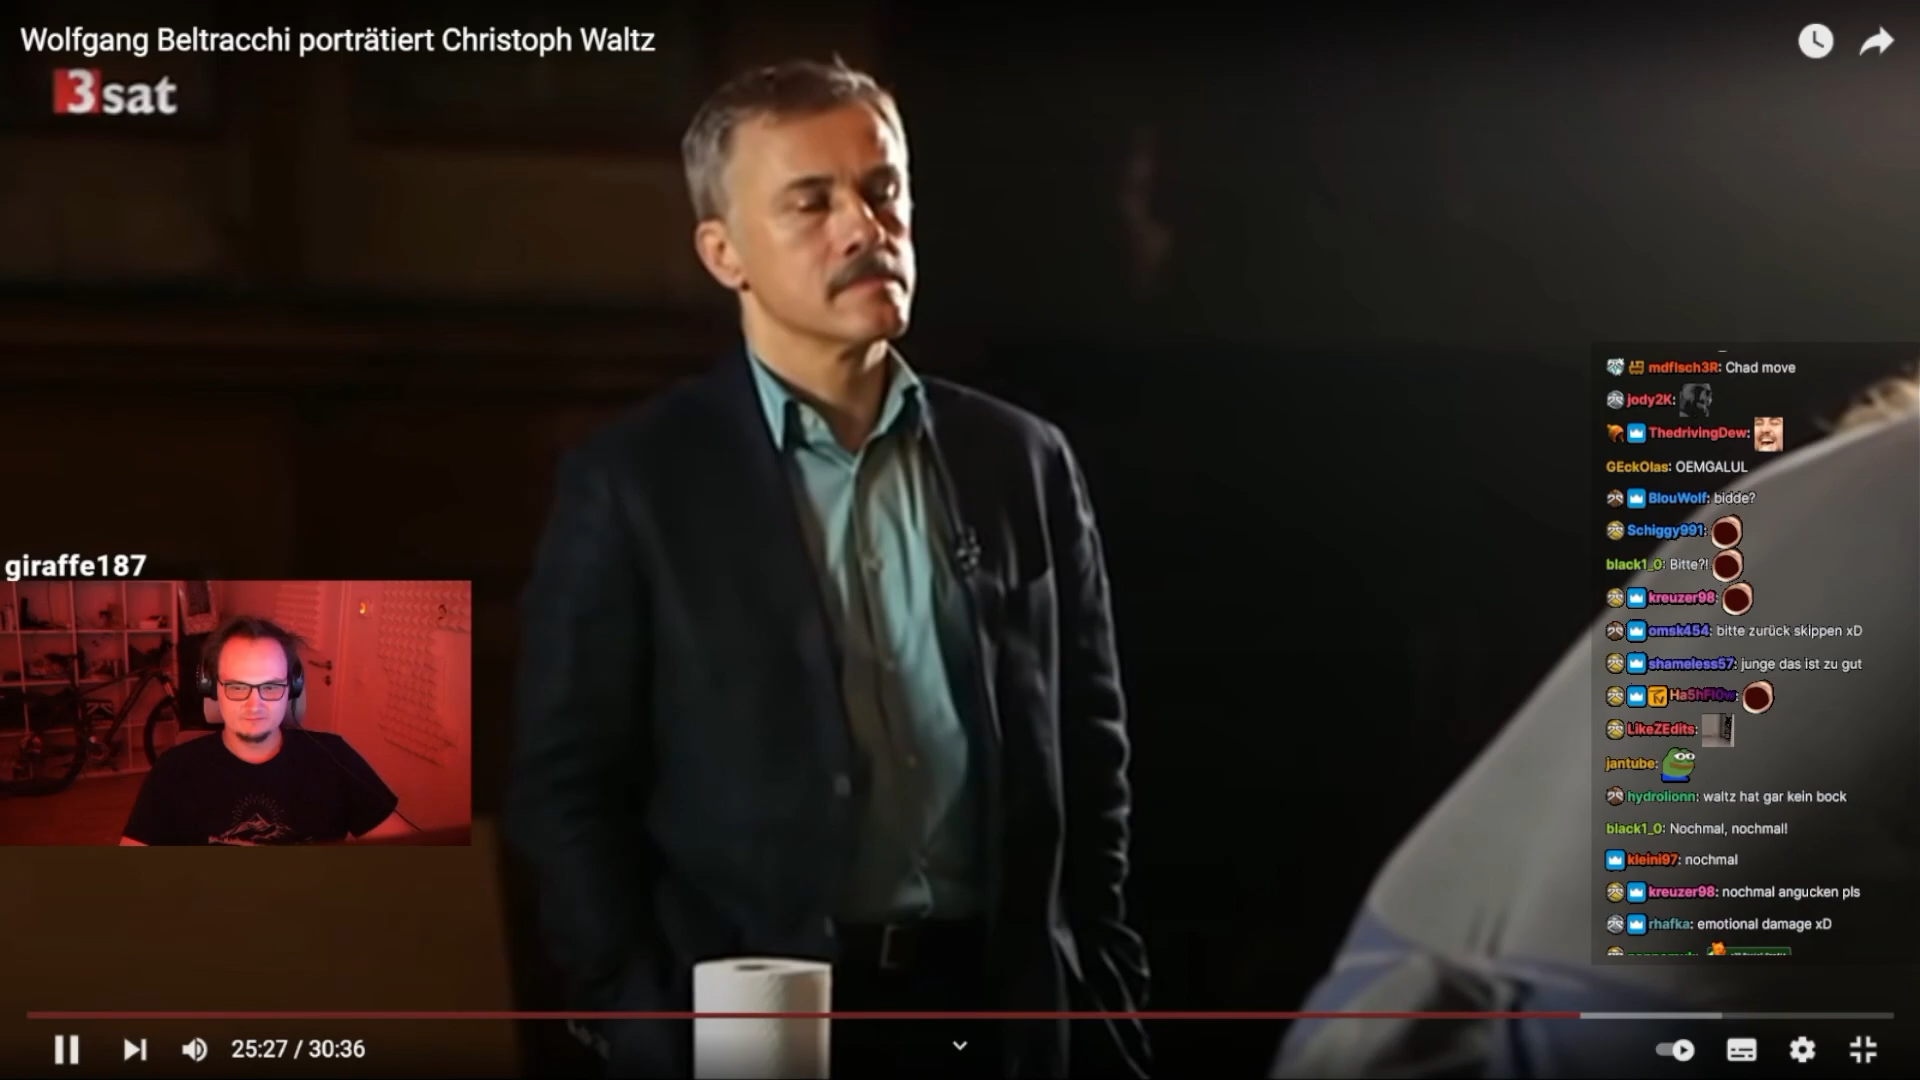 Wolfgang Beltracchi porträtiert Christoph Waltz
3sat
mdflsch3R: Chad move
jody2K:
ThedrivingDew:
GEckOlas: OEMGALUL
BlouWolf: bidde?
Schiggy991:
black1_0: Bitte?!
kreuzer98:
omsk454: bitte zurück skippen xD
shameless57: junge das ist zu gut
giraffe187
Ha5hFl0w:
LikeZEdits:
jantube:
hydrolionn: waltz hat gar kein bock
black1_0: Nochmal, nochmal!
kleini97: nochmal
kreuzer98: nochmal angucken pls
rhafka: emotional damage xD
25:27 / 30:36